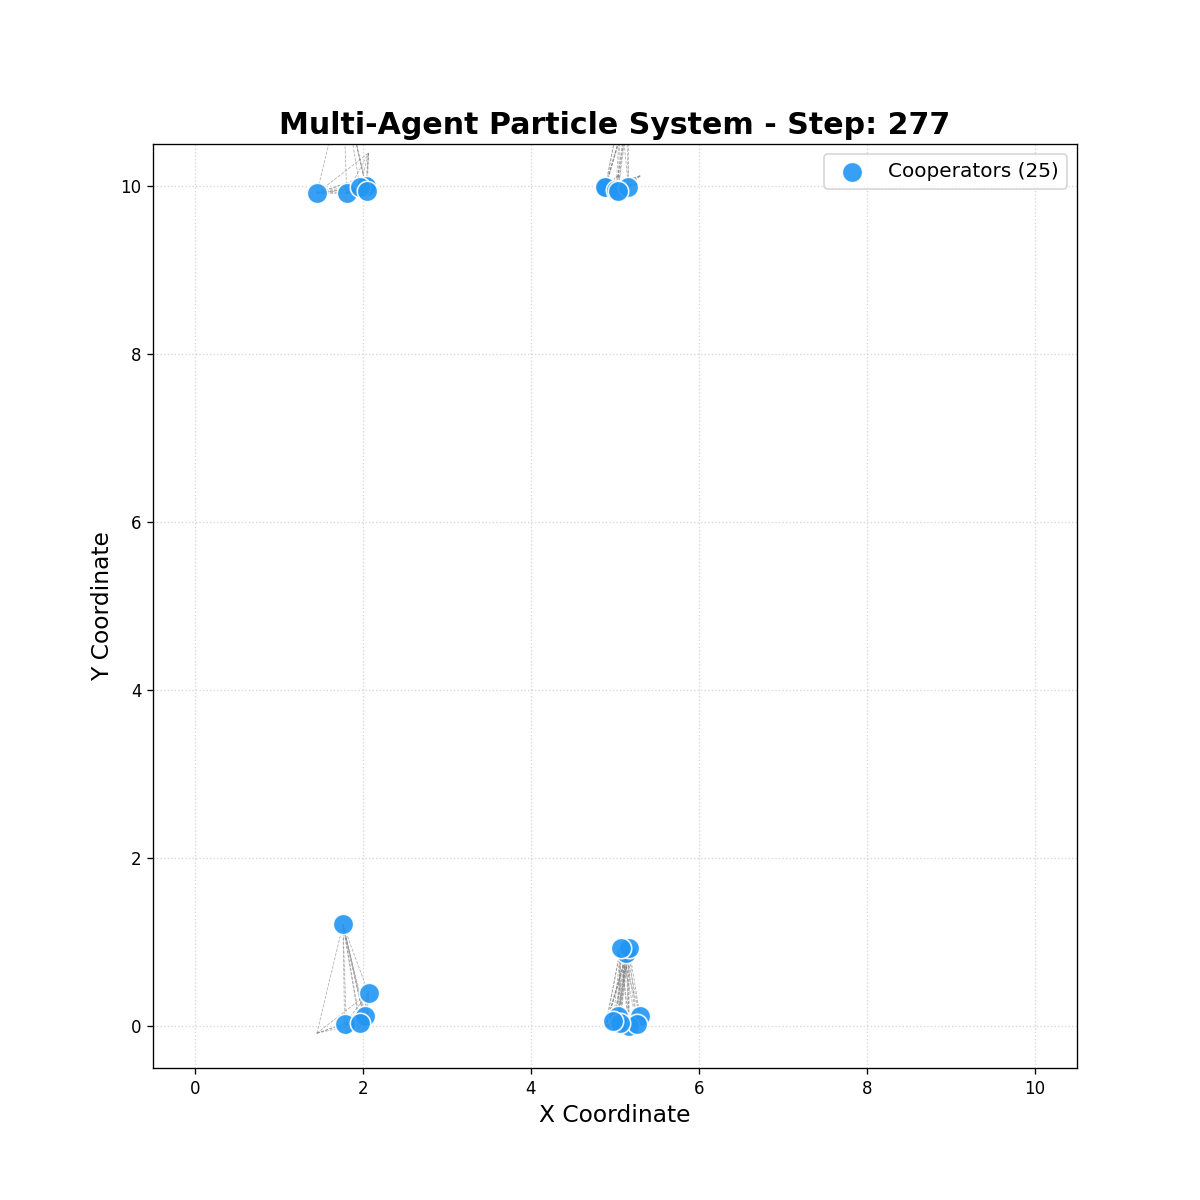 Multi-Agent Particle System - Step: 277
Cooperators (25)
10
8
6
4
2
0
Y Coordinate
0 2 4 6 8 10
X Coordinate